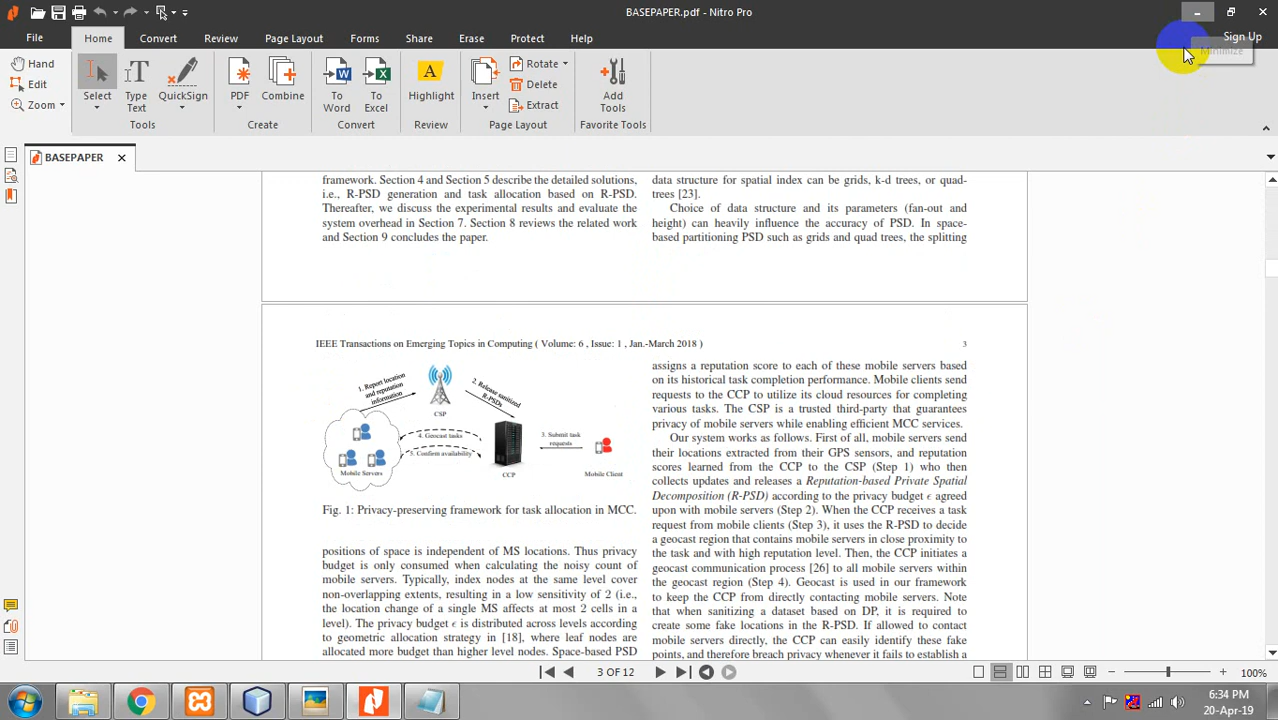 BASEPAPER.pdf - Nitro Pro
File
Home
Convert
Review
Page Layout
Forms
Share
Erase
Protect
Help
Sign Up
Minimize
Hand
Edit
Zoom
Select
Type Text
QuickSign
Tools
PDF
Combine
Create
To Word
To Excel
Convert
Highlight
Review
Insert
Rotate
Delete
Extract
Page Layout
Add Tools
Favorite Tools
BASEPAPER
framework. Section 4 and Section 5 describe the detailed solutions,
i.e., R-PSD generation and task allocation based on R-PSD.
Thereafter, we discuss the experimental results and evaluate the
system overhead in Section 7. Section 8 reviews the related work
and Section 9 concludes the paper.
data structure for spatial index can be grids, k-d trees, or quad-
trees [23].
Choice of data structure and its parameters (fan-out and
height) can heavily influence the accuracy of PSD. In space-
based partitioning PSD such as grids and quad trees, the splitting
IEEE Transactions on Emerging Topics in Computing ( Volume: 6 , Issue: 1 , Jan.-March 2018 )
3
1. Report location
and reputation
information
2. Release sanitized
R-PSDs
CSP
4. Geocast tasks
3. Submit task
requests
5. Confirm availability
Mobile Servers
CCP
Mobile Client
Fig. 1: Privacy-preserving framework for task allocation in MCC.
positions of space is independent of MS locations. Thus privacy
budget is only consumed when calculating the noisy count of
mobile servers. Typically, index nodes at the same level cover
non-overlapping extents, resulting in a low sensitivity of 2 (i.e.,
the location change of a single MS affects at most 2 cells in a
level). The privacy budget ϵ is distributed across levels according
to geometric allocation strategy in [18], where leaf nodes are
allocated more budget than higher level nodes. Space-based PSD
assigns a reputation score to each of these mobile servers based
on its historical task completion performance. Mobile clients send
requests to the CCP to utilize its cloud resources for completing
various tasks. The CSP is a trusted third-party that guarantees
privacy of mobile servers while enabling efficient MCC services.
Our system works as follows. First of all, mobile servers send
their locations extracted from their GPS sensors, and reputation
scores learned from the CCP to the CSP (Step 1) who then
collects updates and releases a Reputation-based Private Spatial
Decomposition (R-PSD) according to the privacy budget ϵ agreed
upon with mobile servers (Step 2). When the CCP receives a task
request from mobile clients (Step 3), it uses the R-PSD to decide
a geocast region that contains mobile servers in close proximity to
the task and with high reputation level. Then, the CCP initiates a
geocast communication process [26] to all mobile servers within
the geocast region (Step 4). Geocast is used in our framework
to keep the CCP from directly contacting mobile servers. Note
that when sanitizing a dataset based on DP, it is required to
create some fake locations in the R-PSD. If allowed to contact
mobile servers directly, the CCP can easily identify these fake
points, and therefore breach privacy whenever it fails to establish a
3 OF 12
100%
6:34 PM
20-Apr-19